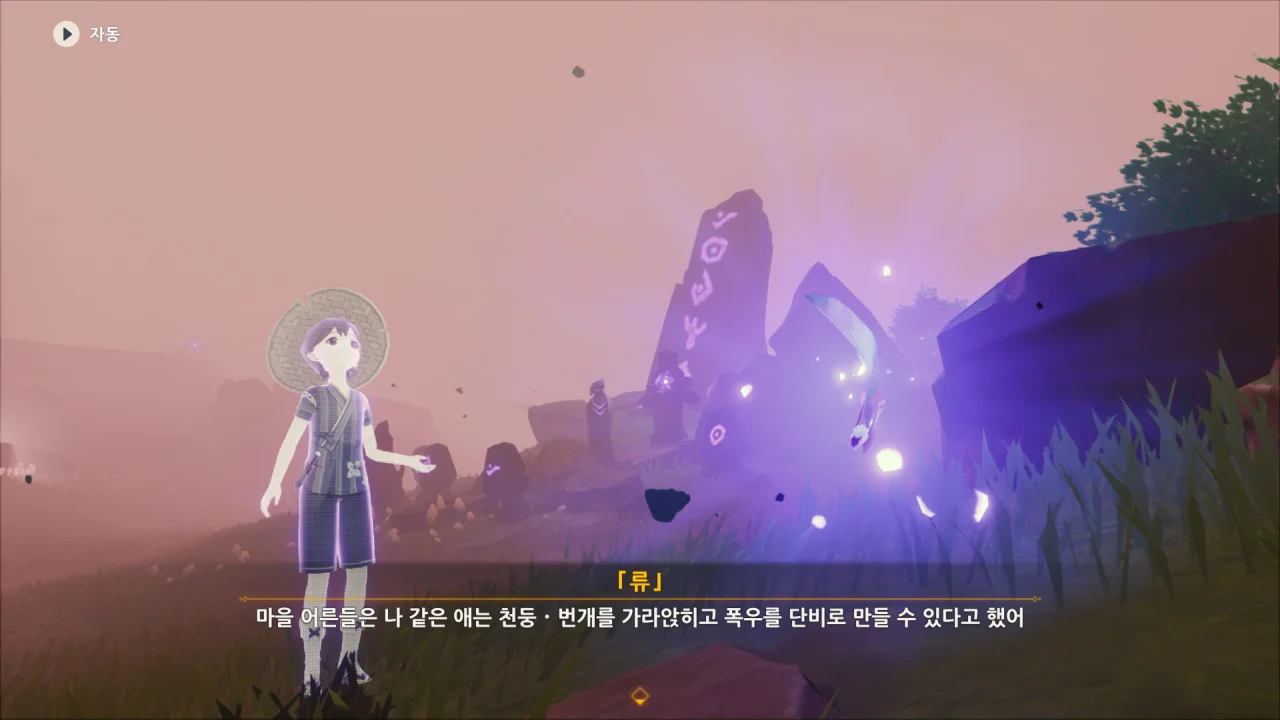 자동
「류」
마을 어른들은 나 같은 애는 천둥·번개를 가라앉히고 폭우를 단비로 만들 수 있다고 했어